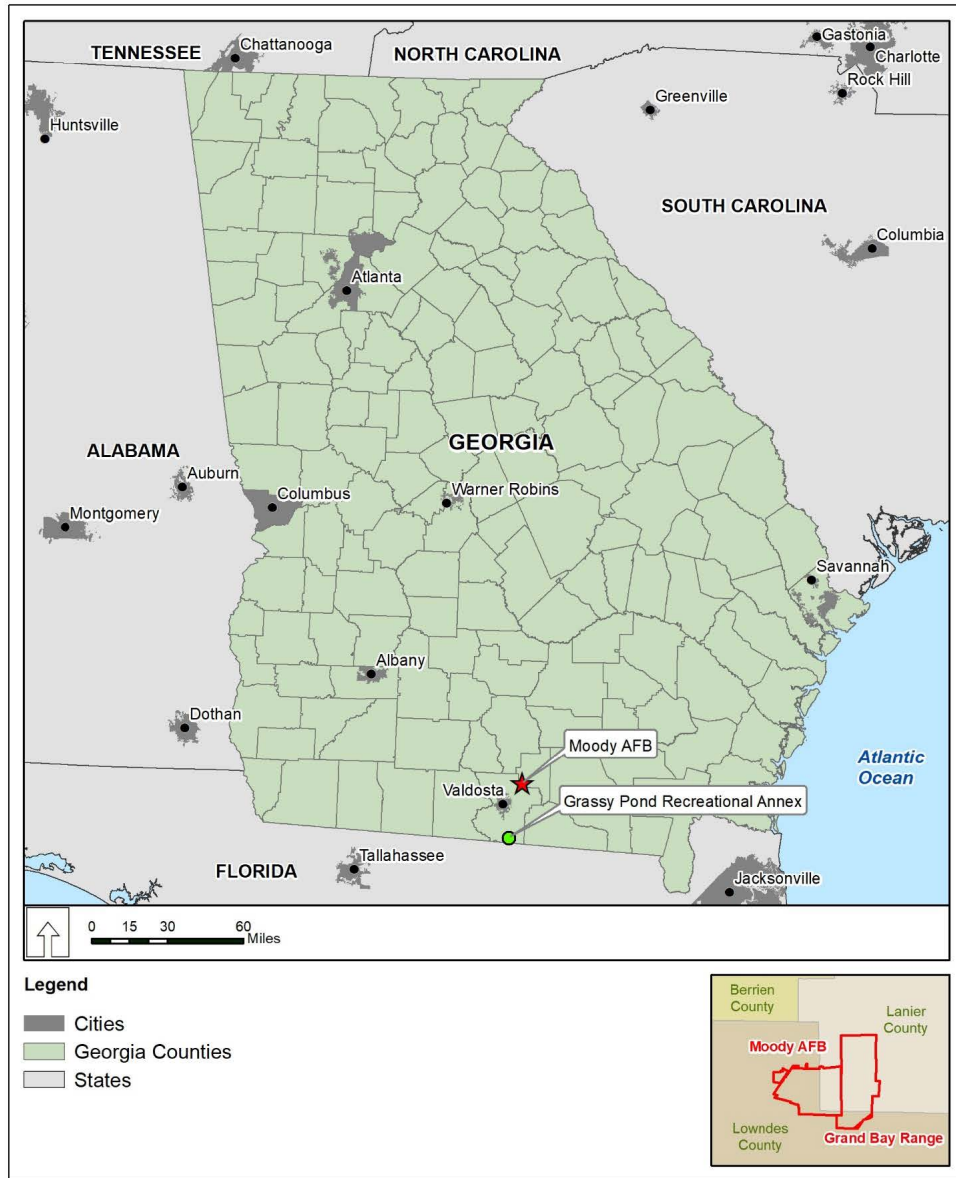 TENNESSEE
Chattanooga
NORTH CAROLINA
Gastonia
Charlotte
Rock Hill
Huntsville
Greenville
SOUTH CAROLINA
Columbia
Atlanta
GEORGIA
ALABAMA
Auburn
Columbus
Warner Robins
Montgomery
Savannah
Albany
Dothan
Moody AFB
Atlantic
Ocean
Valdosta
Grassy Pond Recreational Annex
Tallahassee
FLORIDA
Jacksonville
0 15 30 60
Miles
Legend
Cities
Georgia Counties
States
Berrien
County
Lanier
County
Moody AFB
Lowndes
County
Grand Bay Range